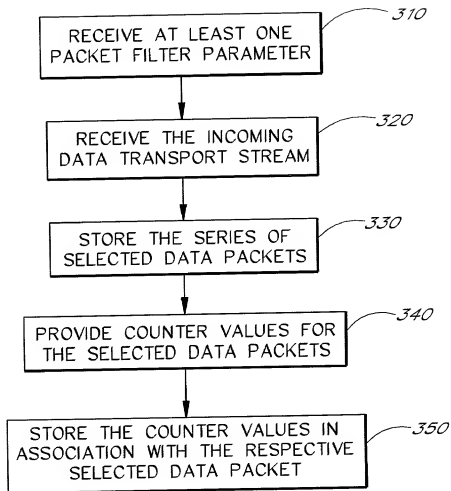 RECEIVE AT LEAST ONE
PACKET FILTER PARAMETER
310
RECEIVE THE INCOMING
DATA TRANSPORT STREAM
320
STORE THE SERIES OF
SELECTED DATA PACKETS
330
PROVIDE COUNTER VALUES FOR
THE SELECTED DATA PACKETS
340
STORE THE COUNTER VALUES IN
ASSOCIATION WITH THE RESPECTIVE
SELECTED DATA PACKET
350